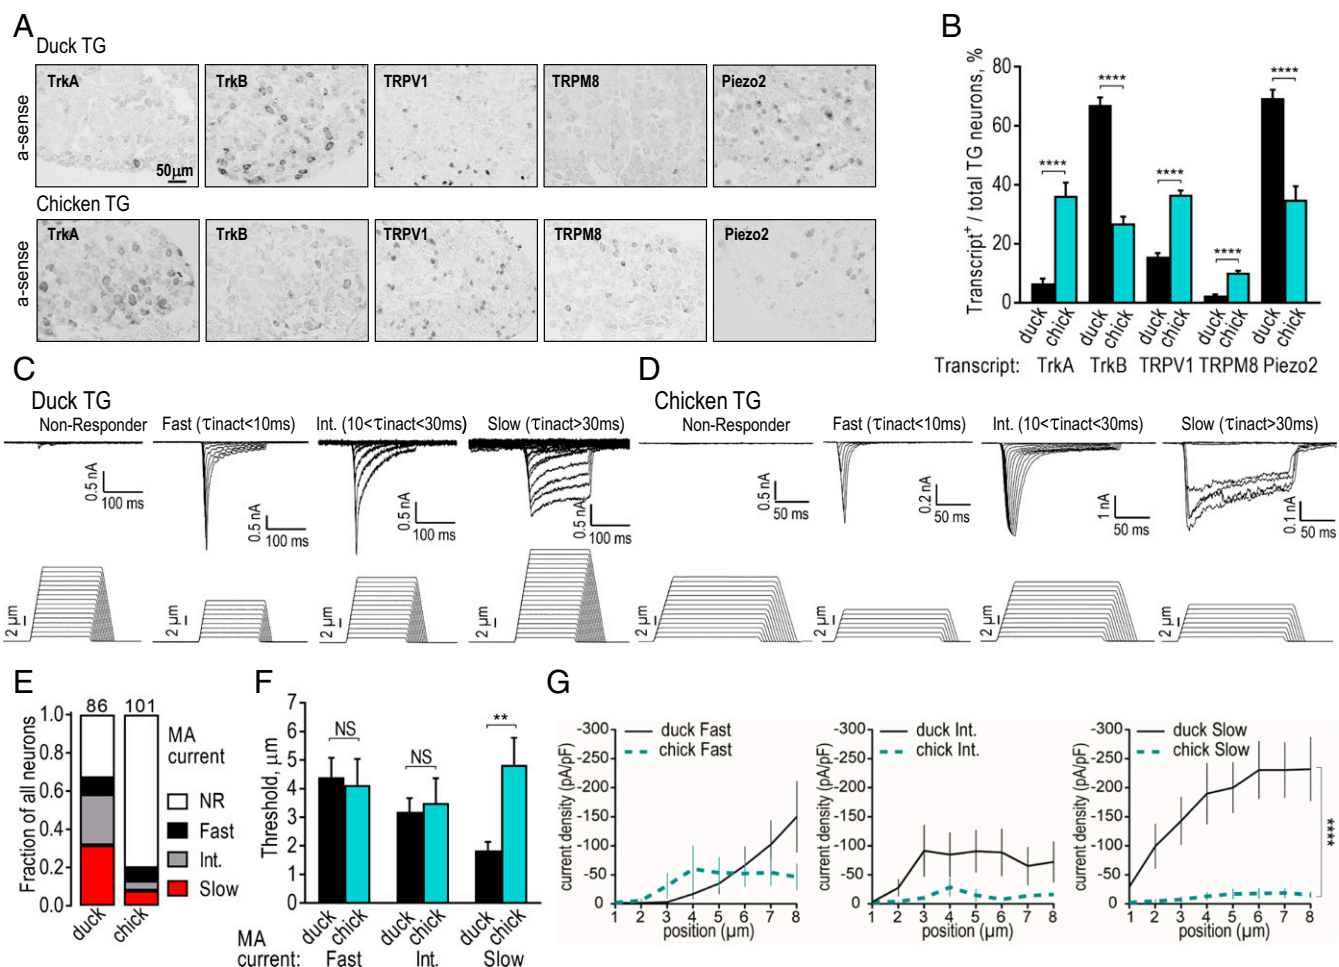 A
Duck TG
a-sense
TrkA
TrkB
TRPV1
TRPM8
Piezo2
50µm
Chicken TG
a-sense
TrkA
TrkB
TRPV1
TRPM8
Piezo2
B
Transcript⁺ / total TG neurons, %
80
60
40
20
0
****
****
****
****
****
duck chick duck chick duck chick duck chick duck chick
Transcript: TrkA TrkB TRPV1 TRPM8 Piezo2
C
Duck TG
Non-Responder
Fast (τinact<10ms)
Int. (10<τinact<30ms)
Slow (τinact>30ms)
0.5 nA
100 ms
0.5nA
100 ms
0.5nA
100 ms
0.5nA
100 ms
2 µm
2 µm
2 µm
2 µm
D
Chicken TG
Non-Responder
Fast (τinact<10ms)
Int. (10<τinact<30ms)
Slow (τinact>30ms)
0.5 nA
50 ms
0.2nA
50 ms
1 nA
50 ms
0.1nA
50 ms
2 µm
2 µm
2 µm
2 µm
E
Fraction of all neurons
86 101
1.0
0.8
0.6
0.4
0.2
0.0
duck chick
MA
current
NR
Fast
Int.
Slow
F
Threshold, µm
7
6
5
4
3
2
1
0
NS
NS
**
duck chick duck chick duck chick
MA
current: Fast Int. Slow
G
current density (pA/pF)
-300
-250
-200
-150
-100
-50
0
duck Fast
chick Fast
1 2 3 4 5 6 7 8
position (µm)
current density (pA/pF)
-300
-250
-200
-150
-100
-50
0
duck Int.
chick Int.
1 2 3 4 5 6 7 8
position (µm)
current density (pA/pF)
-300
-250
-200
-150
-100
-50
0
duck Slow
chick Slow
****
1 2 3 4 5 6 7 8
position (µm)